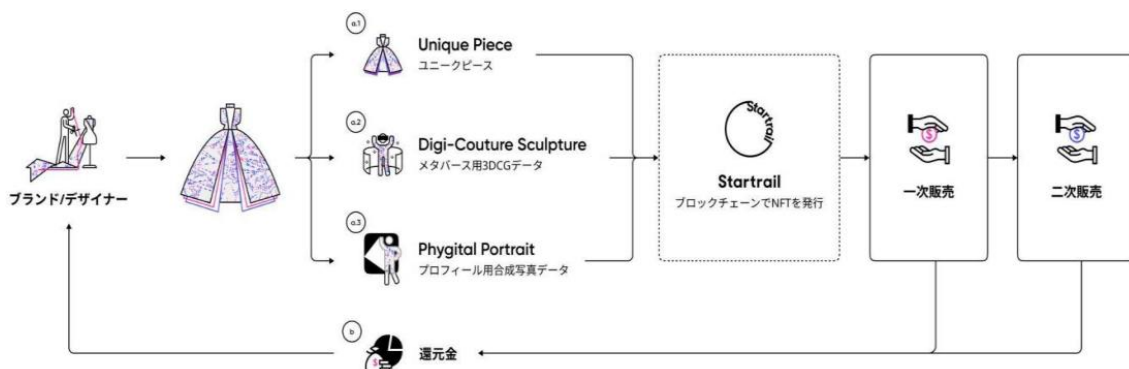 ブランド/デザイナー
a.1
Unique Piece
ユニークピース
a.2
Digi-Couture Sculpture
メタバース用3DCGデータ
a.3
Phygital Portrait
プロフィール用合成写真データ
Startrail
Startrail
ブロックチェーンでNFTを発行
$
一次販売
$
二次販売
b
$
還元金